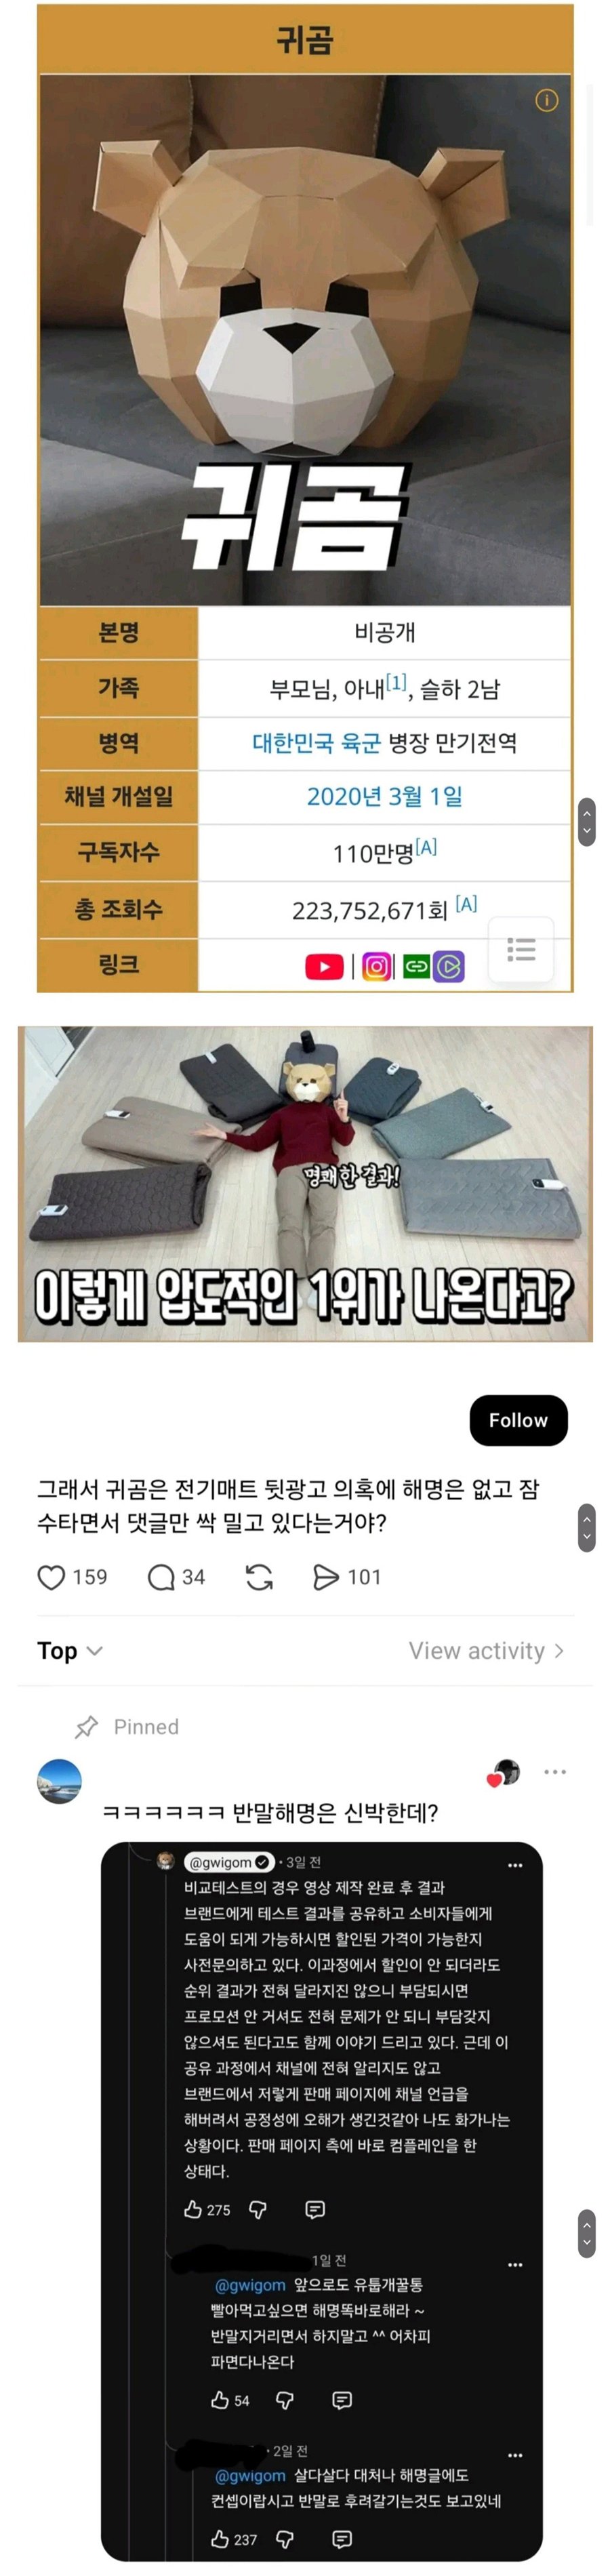 귀곰
귀곰
본명 비공개
가족 부모님, 아내[1], 슬하 2남
병역 대한민국 육군 병장 만기전역
채널 개설일 2020년 3월 1일
구독자수 110만명[A]
총 조회수 223,752,671회 [A]
링크
명쾌한 결과!
이렇게 압도적인 1위가 나온다고?
Follow
그래서 귀곰은 전기매트 뒷광고 의혹에 해명은 없고 잠
수타면서 댓글만 싹 밀고 있다는거야?
159 34 101
Top View activity
Pinned
ㅋㅋㅋㅋㅋㅋ 반말해명은 신박한데?
@gwigom · 3일 전
비교테스트의 경우 영상 제작 완료 후 결과
브랜드에게 테스트 결과를 공유하고 소비자들에게
도움이 되게 가능하시면 할인된 가격이 가능한지
사전문의하고 있다. 이과정에서 할인이 안 되더라도
순위 결과가 전혀 달라지진 않으니 부담되시면
프로모션 안 거셔도 전혀 문제가 안 되니 부담갖지
않으셔도 된다고도 함께 이야기 드리고 있다. 근데 이
공유 과정에서 채널에 전혀 알리지도 않고
브랜드에서 저렇게 판매 페이지에 채널 언급을
해버려서 공정성에 오해가 생긴것같아 나도 화가나는
상황이다. 판매 페이지 측에 바로 컴플레인을 한
상태다.
275
1일 전
@gwigom 앞으로도 유튭개꿀통
빨아먹고싶으면 해명똑바로해라 ~
반말지거리면서 하지말고 ^^ 어차피
파면다나온다
54
· 2일 전
@gwigom 살다살다 대처나 해명글에도
컨셉이랍시고 반말로 후려갈기는것도 보고있네
237